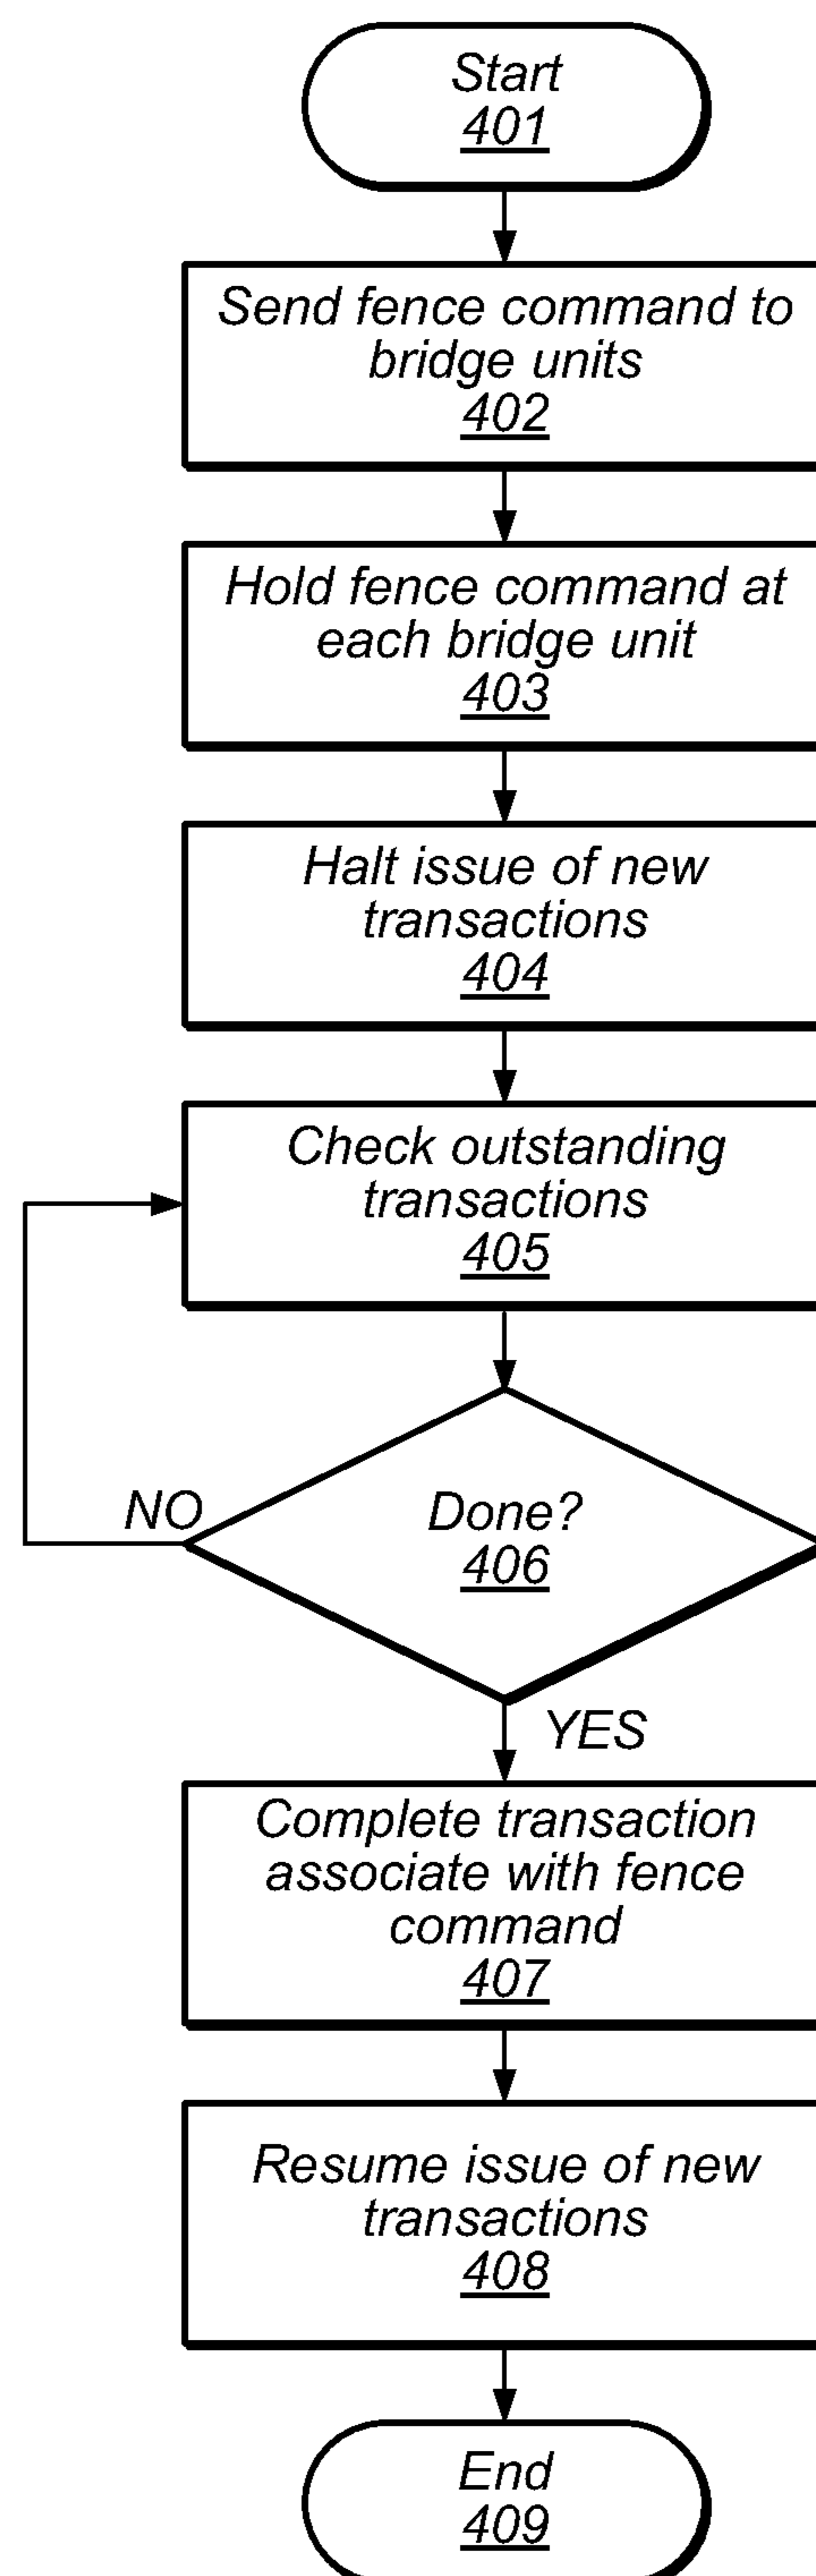 Start
401
Send fence command to
bridge units
402
Hold fence command at
each bridge unit
403
Halt issue of new
transactions
404
Check outstanding
transactions
405
NO
Done?
406
YES
Complete transaction
associate with fence
command
407
Resume issue of new
transactions
408
End
409